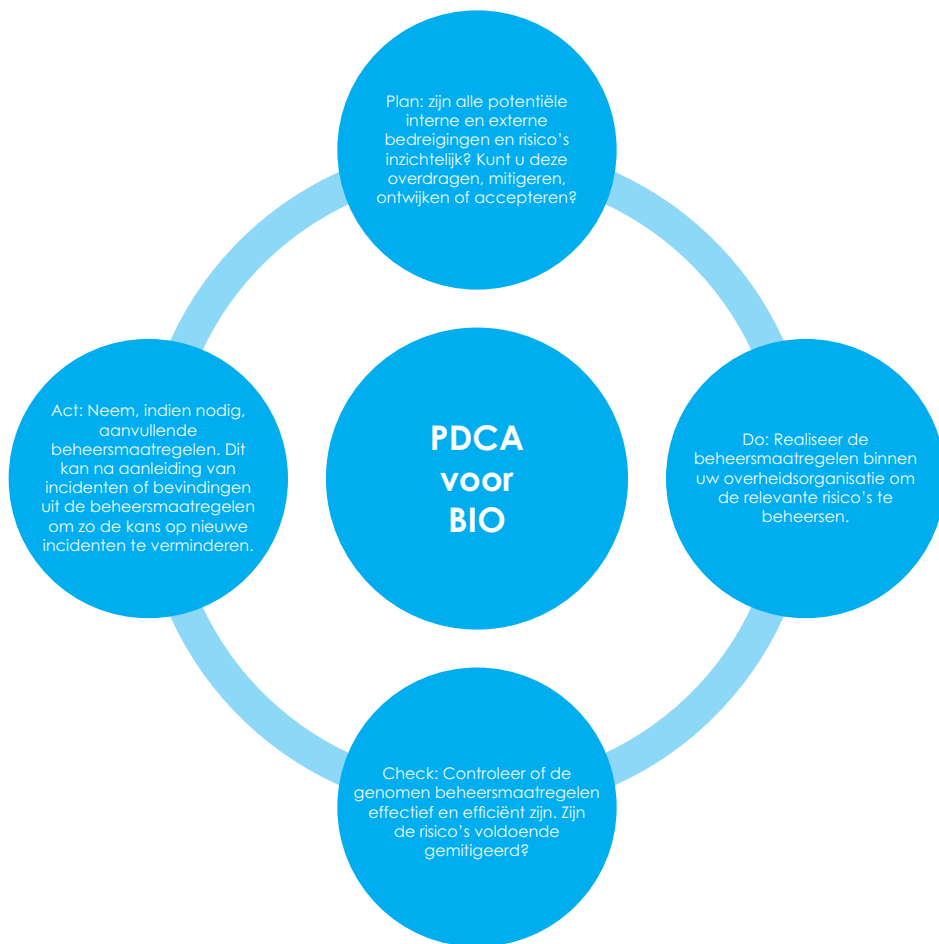 Plan: zijn alle potentiële
interne en externe
bedreigingen en risico's
inzichtelijk? Kunt u deze
overdragen, mitigeren,
ontwijken of accepteren?
Act: Neem, indien nodig,
aanvullende
beheersmaatregelen. Dit
kan na aanleiding van
incidenten of bevindingen
uit de beheersmaatregelen
om zo de kans op nieuwe
incidenten te verminderen.
PDCA
voor
BIO
Do: Realiseer de
beheersmaatregelen binnen
uw overheidsorganisatie om
de relevante risico's te
beheersen.
Check: Controleer of de
genomen beheersmaatregelen
effectief en efficiënt zijn. Zijn
de risico's voldoende
gemitigeerd?